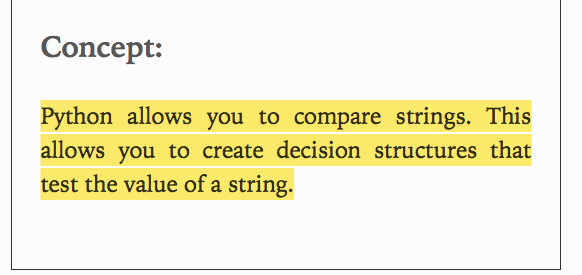 Concept:
Python allows you to compare strings. This
allows you to create decision structures that
test the value of a string.